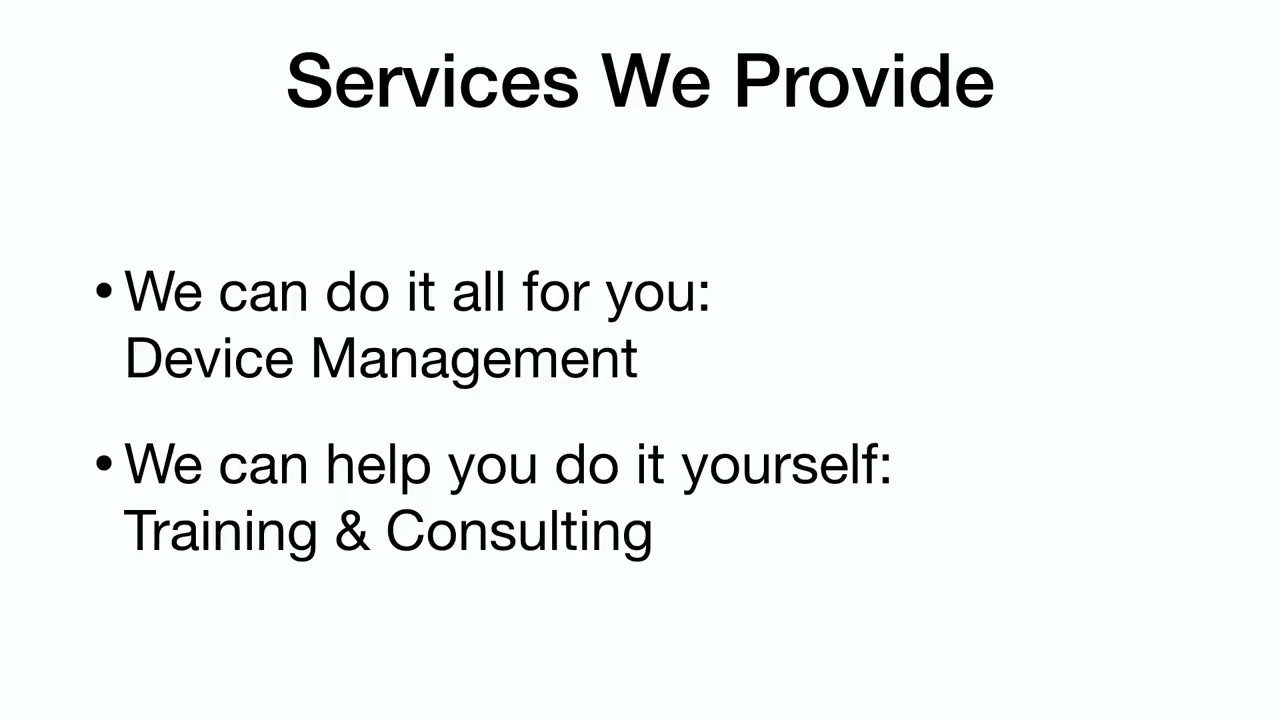 Services We Provide
• We can do it all for you:
Device Management
• We can help you do it yourself:
Training & Consulting